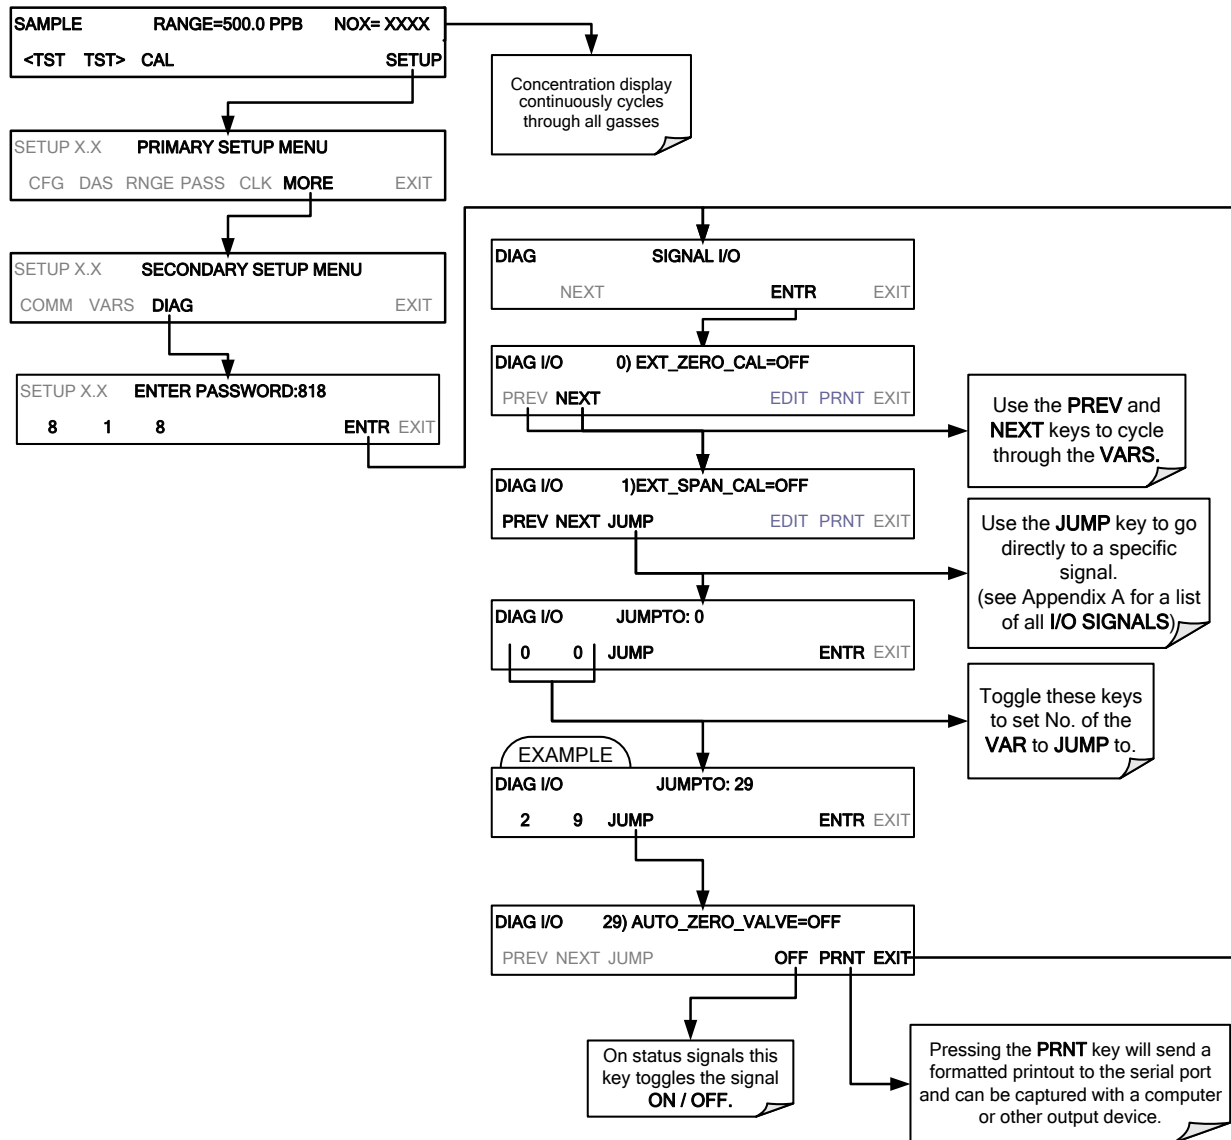 SAMPLE RANGE=500.0 PPB NOX= XXXX
<TST TST> CAL SETUP
Concentration display
continuously cycles
through all gasses
SETUP X.X PRIMARY SETUP MENU
CFG DAS RNGE PASS CLK MORE EXIT
SETUP X.X SECONDARY SETUP MENU
COMM VARS DIAG EXIT
SETUP X.X ENTER PASSWORD:818
8 1 8 ENTR EXIT
DIAG SIGNAL I/O
NEXT ENTR EXIT
DIAG I/O 0) EXT_ZERO_CAL=OFF
PREV NEXT EDIT PRNT EXIT
Use the PREV and
NEXT keys to cycle
through the VARS.
DIAG I/O 1)EXT_SPAN_CAL=OFF
PREV NEXT JUMP EDIT PRNT EXIT
Use the JUMP key to go
directly to a specific
signal.
(see Appendix A for a list
of all I/O SIGNALS)
DIAG I/O JUMPTO: 0
0 0 JUMP ENTR EXIT
Toggle these keys
to set No. of the
VAR to JUMP to.
EXAMPLE
DIAG I/O JUMPTO: 29
2 9 JUMP ENTR EXIT
DIAG I/O 29) AUTO_ZERO_VALVE=OFF
PREV NEXT JUMP OFF PRNT EXIT
On status signals this
key toggles the signal
ON / OFF.
Pressing the PRNT key will send a
formatted printout to the serial port
and can be captured with a computer
or other output device.